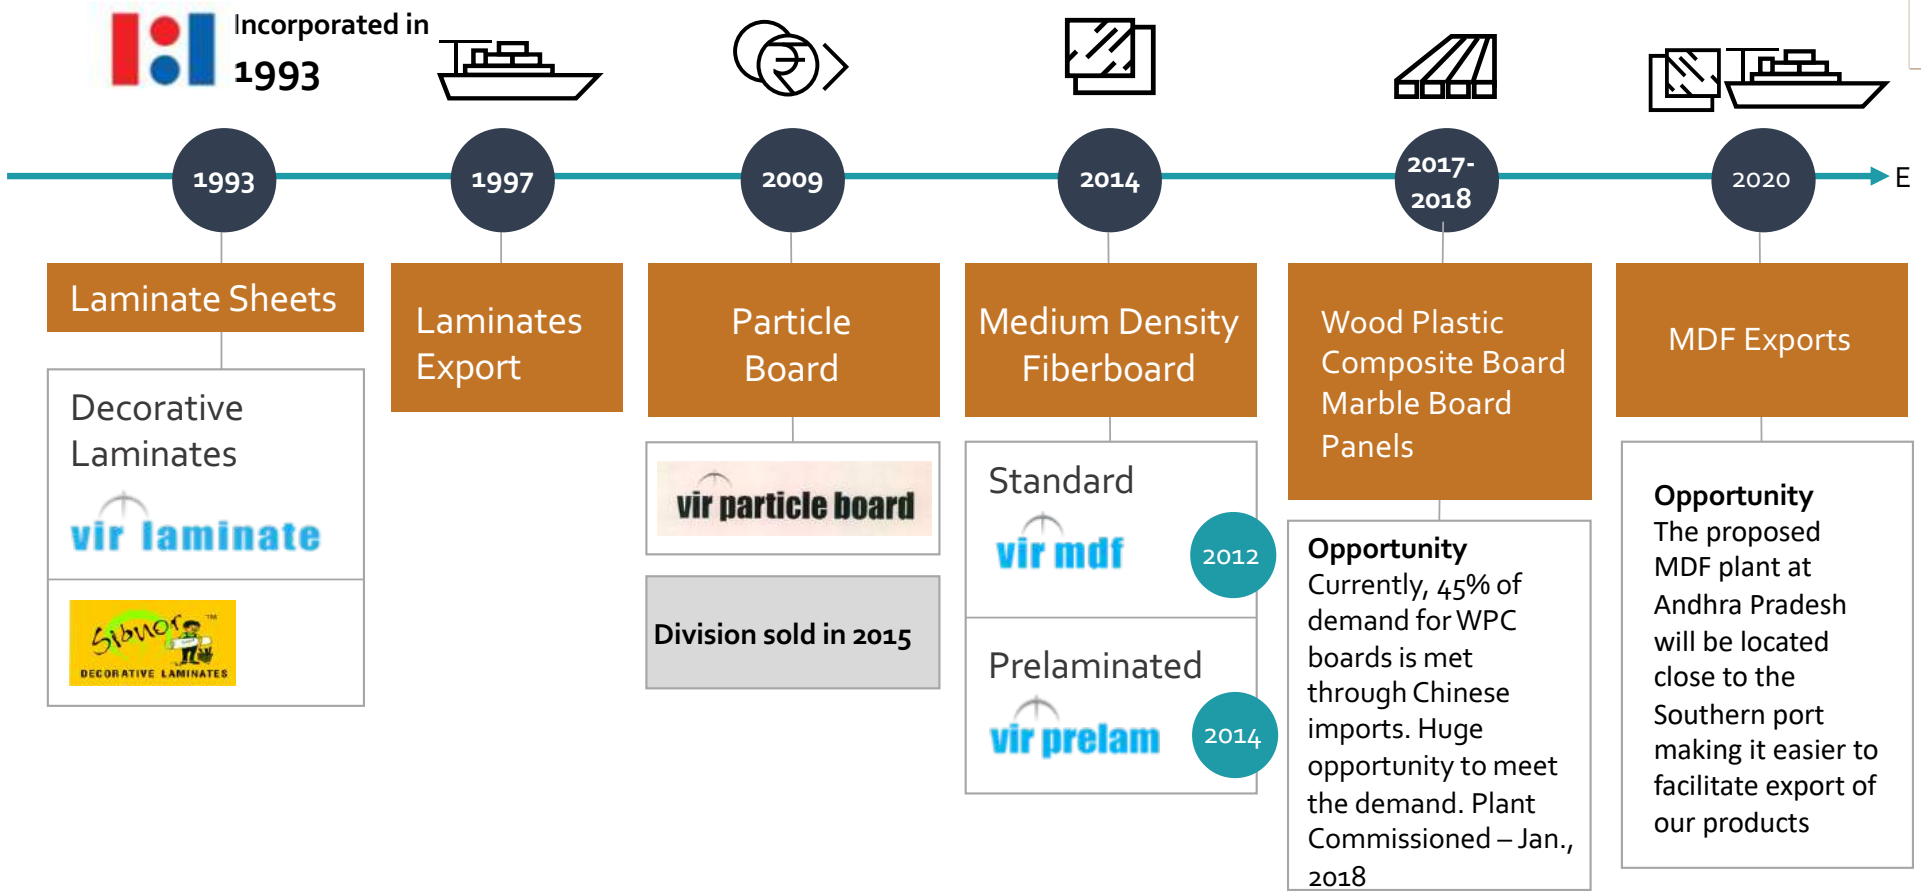 Incorporated in
1993
1993
1997
2009
2014
2017-
2018
2020
E
Laminate Sheets
Decorative
Laminates
vir laminate
Sibnor™
DECORATIVE LAMINATES
Laminates
Export
Particle
Board
vir particle board
Division sold in 2015
Medium Density
Fiberboard
Standard
vir mdf
2012
Prelaminated
vir prelam
2014
Wood Plastic
Composite Board
Marble Board
Panels
Opportunity
Currently, 45% of
demand for WPC
boards is met
through Chinese
imports. Huge
opportunity to meet
the demand. Plant
Commissioned – Jan.,
2018
MDF Exports
Opportunity
The proposed
MDF plant at
Andhra Pradesh
will be located
close to the
Southern port
making it easier to
facilitate export of
our products